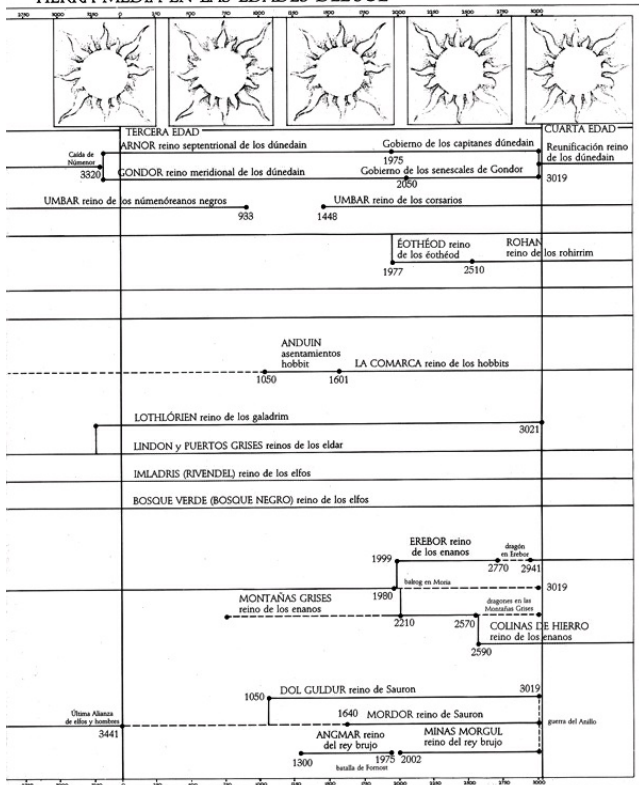 TIERRA MEDIA EN LAS EDADES DEL SOL
TERCERA EDAD
CUARTA EDAD
ARNOR reino septentrional de los dúnedain
Gobierno de los capitanes dúnedain
1975
Reunificación reino
de los dúnedain
Caída de
Númenor
3320
GONDOR reino meridional de los dúnedain
Gobierno de los senescales de Gondor
2050
3019
UMBAR reino de los númenóreanos negros
933
UMBAR reino de los corsarios
1448
ÉOTHÉOD reino
de los éothéod
1977
ROHAN
reino de los rohirrim
2510
ANDUIN
asentamientos
hobbit
1050
1601
LA COMARCA reino de los hobbits
LOTHLÓRIEN reino de los galadrim
3021
LINDON y PUERTOS GRISES reinos de los eldar
IMLADRIS (RIVENDEL) reino de los elfos
BOSQUE VERDE (BOSQUE NEGRO) reino de los elfos
EREBOR reino
de los enanos
1999
dragón
en Erebor
2770
2941
balrog en Moria
1980
3019
MONTAÑAS GRISES
reino de los enanos
2210
2570
dragones en las
Montañas Grises
COLINAS DE HIERRO
reino de los enanos
2590
DOL GULDUR reino de Sauron
1050
3019
Última Alianza
de elfos y hombres
3441
1640
MORDOR reino de Sauron
guerra del Anillo
ANGMAR reino
del rey brujo
1300
1975
batalla de Fornost
MINAS MORGUL
reino del rey brujo
2002